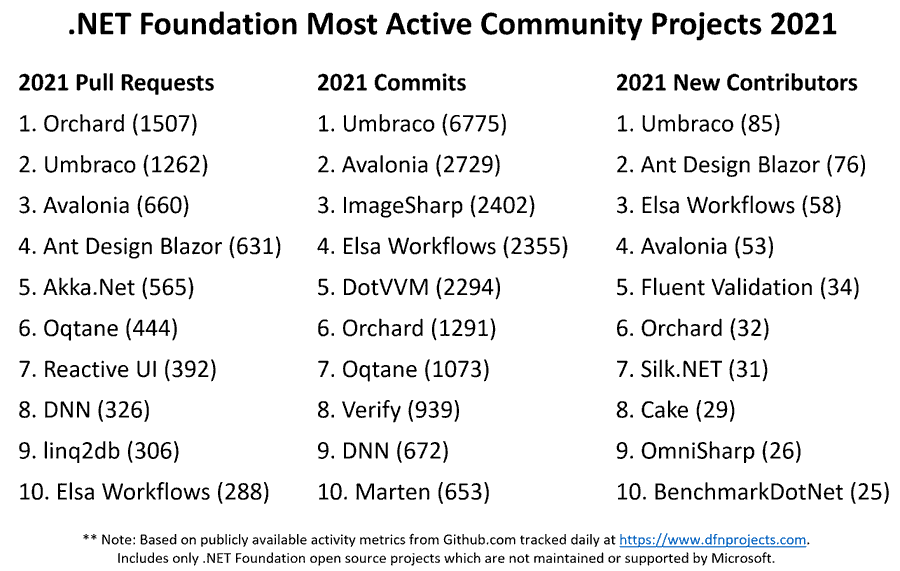 .NET Foundation Most Active Community Projects 2021
2021 Pull Requests
1. Orchard (1507)
2. Umbraco (1262)
3. Avalonia (660)
4. Ant Design Blazor (631)
5. Akka.Net (565)
6. Oqtane (444)
7. Reactive UI (392)
8. DNN (326)
9. linq2db (306)
10. Elsa Workflows (288)
2021 Commits
1. Umbraco (6775)
2. Avalonia (2729)
3. ImageSharp (2402)
4. Elsa Workflows (2355)
5. DotVVM (2294)
6. Orchard (1291)
7. Oqtane (1073)
8. Verify (939)
9. DNN (672)
10. Marten (653)
2021 New Contributors
1. Umbraco (85)
2. Ant Design Blazor (76)
3. Elsa Workflows (58)
4. Avalonia (53)
5. Fluent Validation (34)
6. Orchard (32)
7. Silk.NET (31)
8. Cake (29)
9. OmniSharp (26)
10. BenchmarkDotNet (25)
** Note: Based on publicly available activity metrics from Github.com tracked daily at https://www.dfnprojects.com.
Includes only .NET Foundation open source projects which are not maintained or supported by Microsoft.